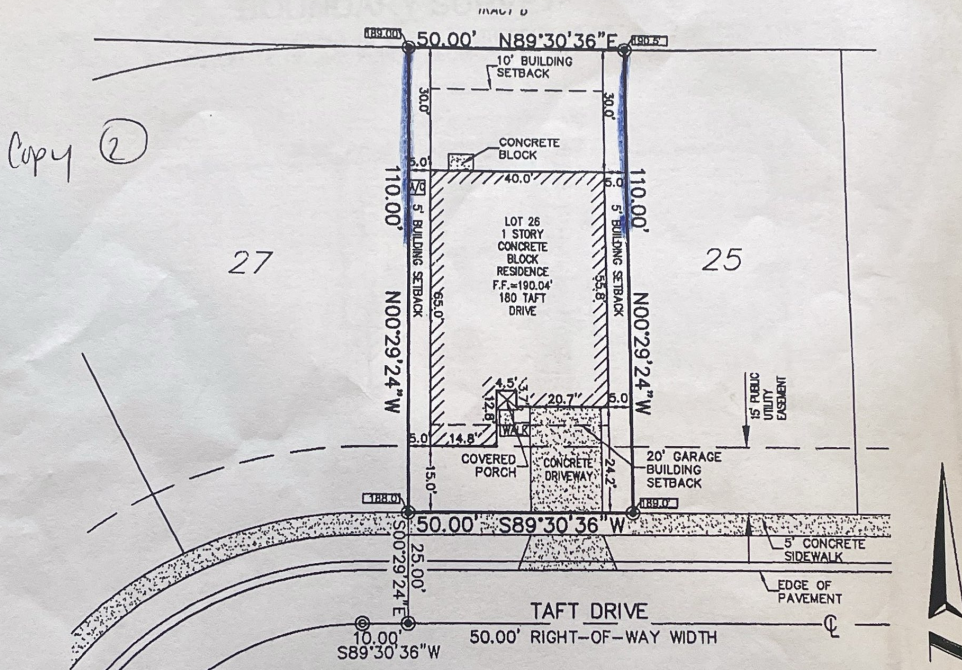 TRACT B
189.00'
50.00' N89°30'36"E
190.5'
10' BUILDING
SETBACK
30.0'
30.0'
Copy 2
CONCRETE
BLOCK
5.0'
40.0'
5.0'
A/C
110.00'
110.00'
5' BUILDING SETBACK
5' BUILDING SETBACK
LOT 26
1 STORY
CONCRETE
BLOCK
RESIDENCE
F.F.=190.04'
180 TAFT
DRIVE
27
25
65.0'
55.8'
N00°29'24"W
N00°29'24"W
4.5'
3.7'
12.8'
20.7'
5.0
15' PUBLIC
UTILITY
EASEMENT
WALK
5.0'
14.8'
COVERED
PORCH
CONCRETE
DRIVEWAY
20' GARAGE
BUILDING
SETBACK
15.0'
24.2'
188.0'
189.0'
50.00' S89°30'36"W
5' CONCRETE
SIDEWALK
25.00'
S00°29'24"E
EDGE OF
PAVEMENT
TAFT DRIVE
10.00'
S89°30'36"W
50.00' RIGHT-OF-WAY WIDTH
CL